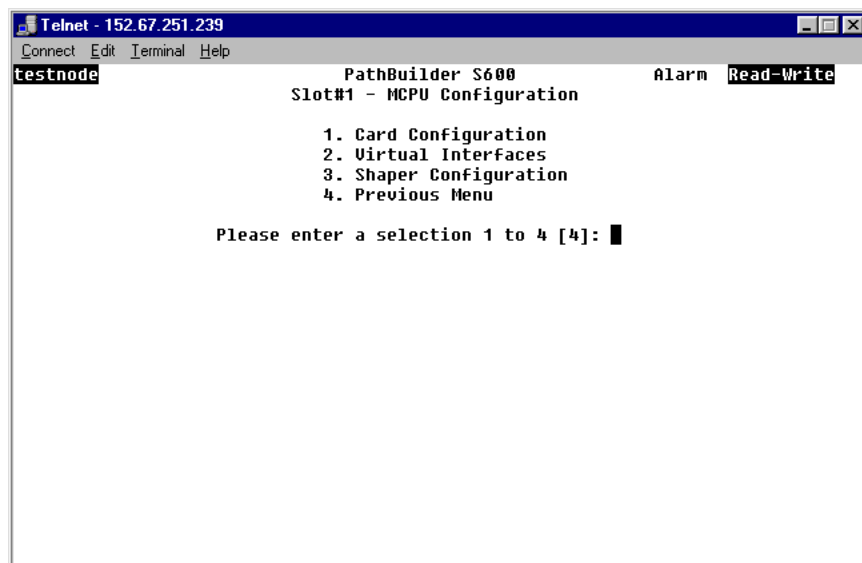 Telnet - 152.67.251.239
Connect Edit Terminal Help
testnode PathBuilder S600 Alarm Read-Write
Slot#1 - MCPU Configuration
1. Card Configuration
2. Virtual Interfaces
3. Shaper Configuration
4. Previous Menu
Please enter a selection 1 to 4 [4]: